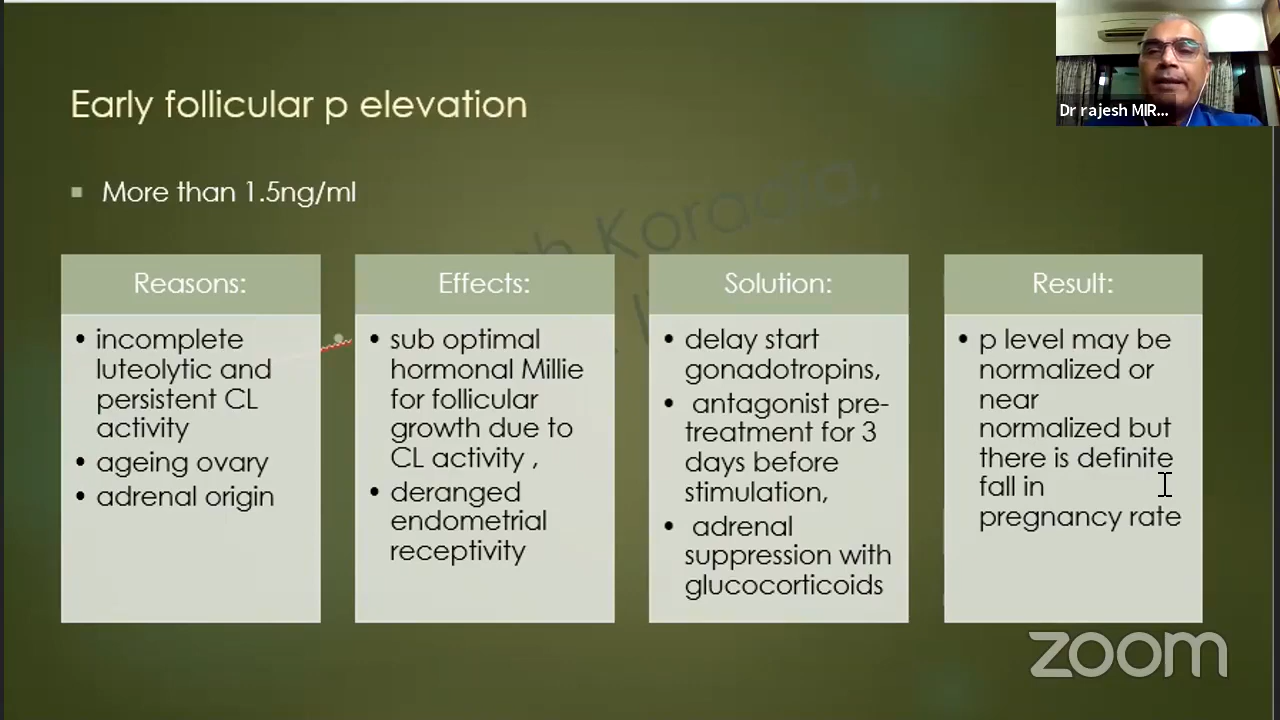 Early follicular p elevation
Dr rajesh MIR...
More than 1.5ng/ml
Koradia,
Reasons:
• incomplete
luteolytic and
persistent CL
activity
• ageing ovary
• adrenal origin
Effects:
• sub optimal
hormonal Millie
for follicular
growth due to
CL activity ,
• deranged
endometrial
receptivity
Solution:
• delay start
gonadotropins,
• antagonist pre-
treatment for 3
days before
stimulation,
• adrenal
suppression with
glucocorticoids
Result:
• p level may be
normalized or
near
normalized but
there is definite
fall in
pregnancy rate
zoom